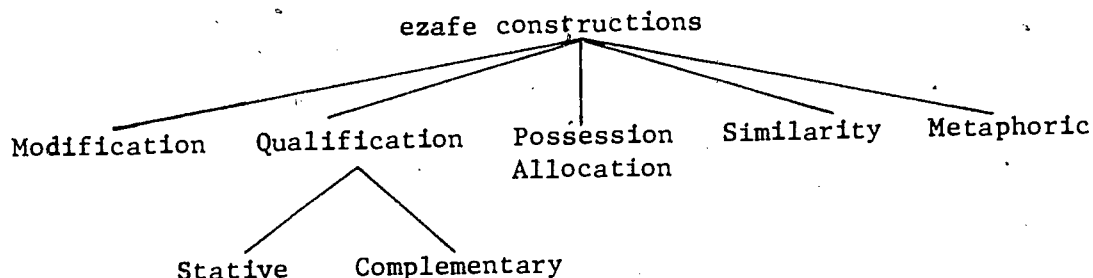 ezafe constructions
Modification Qualification Possession Similarity Metaphoric
Allocation
Stative Complementary